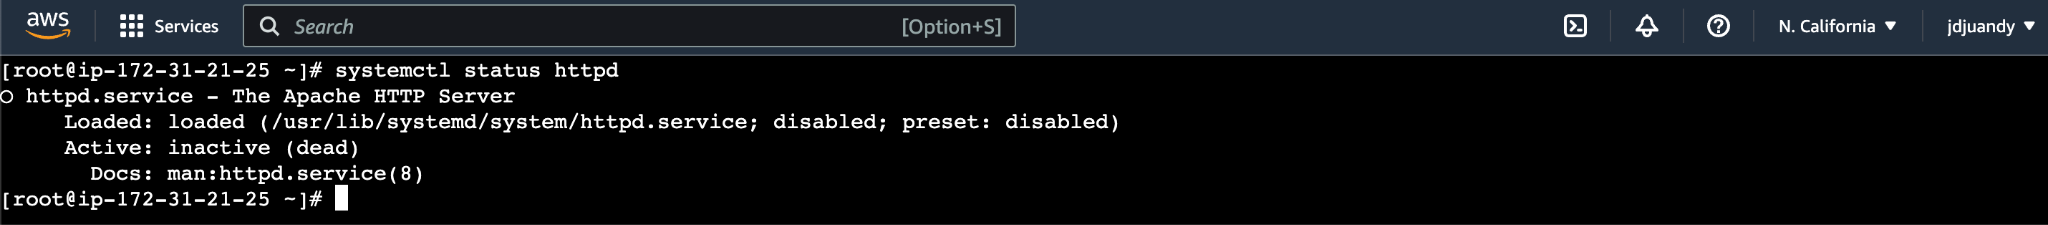 aws Services Search [Option+S] N. California ▼ jdjuandy ▼
[root@ip-172-31-21-25 ~]# systemctl status httpd
○ httpd.service - The Apache HTTP Server
     Loaded: loaded (/usr/lib/systemd/system/httpd.service; disabled; preset: disabled)
     Active: inactive (dead)
       Docs: man:httpd.service(8)
[root@ip-172-31-21-25 ~]#